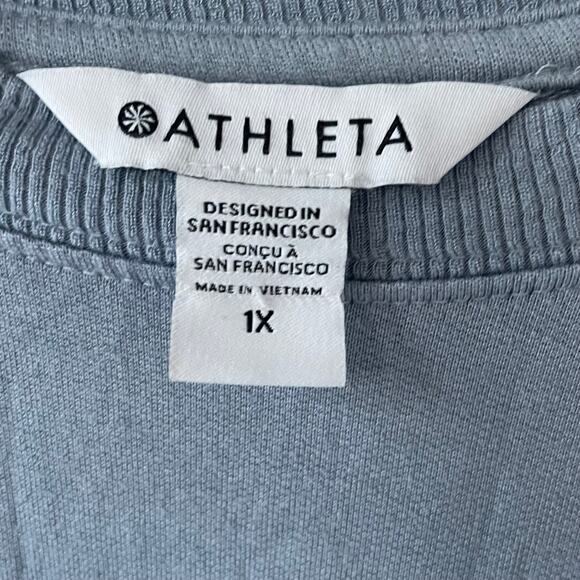 ATHLETA
DESIGNED IN
SAN FRANCISCO
CONÇU À
SAN FRANCISCO
MADE IN VIETNAM
1X